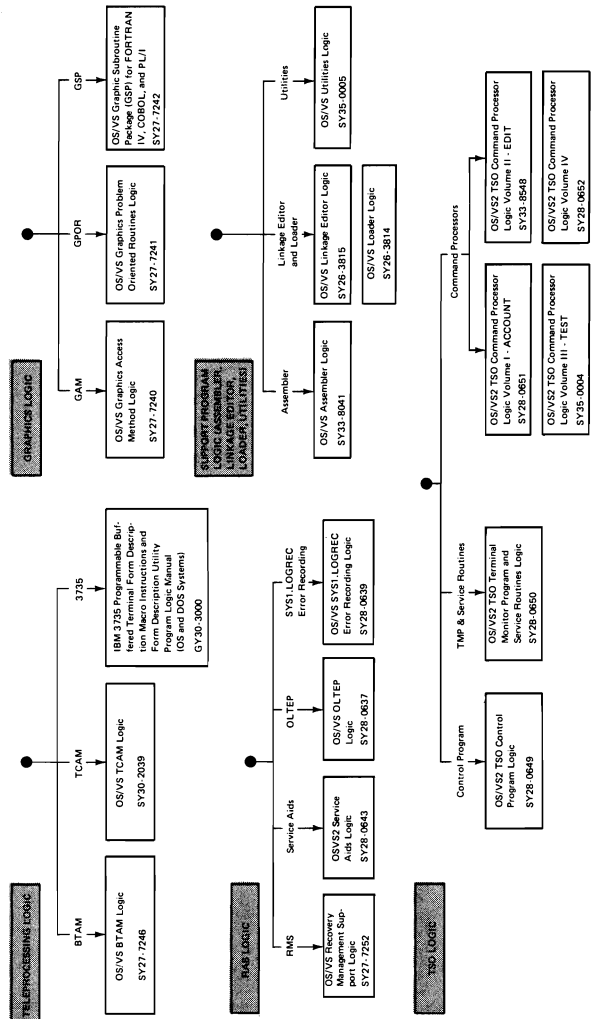 TELEPROCESSING LOGIC
BTAM
OS/VS BTAM Logic
SY27-7246
TCAM
OS/VS TCAM Logic
SY30-2039
3735
IBM 3735 Programmable Buf-
fered Terminal Form Descrip-
tion Macro Instructions and
Form Description Utility
Program Logic Manual
(OS and DOS Systems)
GY30-3000
GRAPHICS LOGIC
GAM
OS/VS Graphics Access
Method Logic
SY27-7240
GPOR
OS/VS Graphics Problem
Oriented Routines Logic
SY27-7241
GSP
OS/VS Graphic Subroutine
Package (GSP) for FORTRAN
IV, COBOL, and PL/I
SY27-7242
RAS LOGIC
RMS
OS/VS Recovery
Management Sup-
port Logic
SY27-7252
Service Aids
OSVS2 Service
Aids Logic
SY28-0643
OLTEP
OS/VS OLTEP
Logic
SY28-0637
SYS1.LOGREC
Error Recording
OS/VS SYS1.LOGREC
Error Recording Logic
SY28-0639
SUPPORT PROGRAM
LOGIC (ASSEMBLER,
LINKAGE EDITOR,
LOADER, UTILITIES)
Assembler
OS/VS Assembler Logic
SY33-8041
Linkage Editor
and Loader
OS/VS Linkage Editor Logic
SY26-3815
OS/VS Loader Logic
SY26-3814
Utilities
OS/VS Utilities Logic
SY35-0005
TSO LOGIC
Control Program
OS/VS2 TSO Control
Program Logic
SY28-0649
TMP & Service Routines
OS/VS2 TSO Terminal
Monitor Program and
Service Routines Logic
SY28-0650
Command Processors
OS/VS2 TSO Command Processor
Logic Volume I - ACCOUNT
SY28-0651
OS/VS2 TSO Command Processor
Logic Volume II - EDIT
SY33-8548
OS/VS2 TSO Command Processor
Logic Volume III - TEST
SY35-0004
OS/VS2 TSO Command Processor
Logic Volume IV
SY28-0652